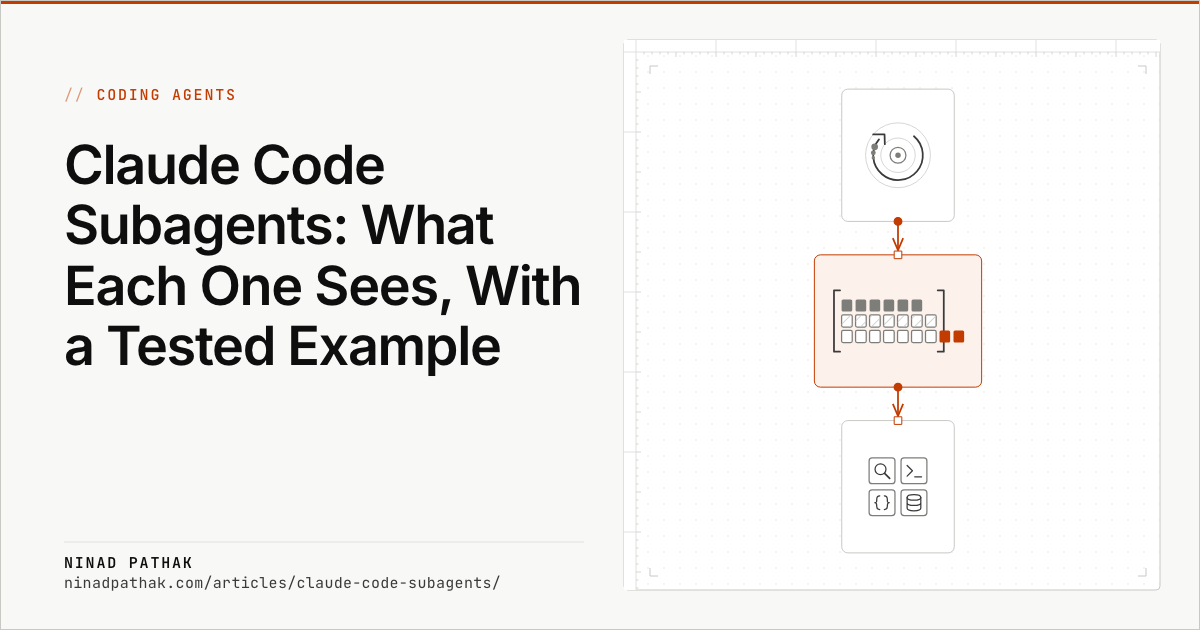 // CODING AGENTS
Claude Code
Subagents: What
Each One Sees, With
a Tested Example
NINAD PATHAK
ninadpathak.com/articles/claude-code-subagents/